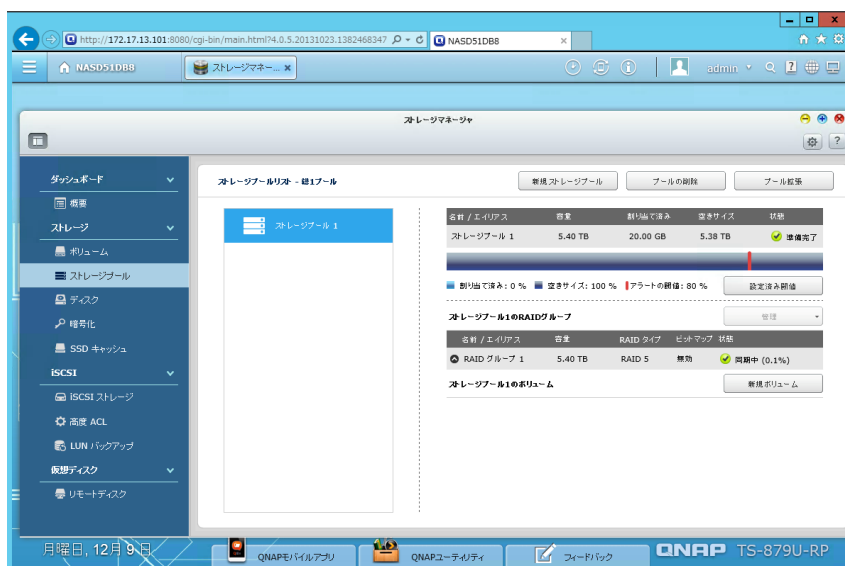 http://172.17.13.101:8080/cgi-bin/main.html?4.0.5.20131023.1382468347
NASD51DB8
NASD51DB8
ストレージマネー...
admin
ストレージマネージャ
ダッシュボード
概要
ストレージ
ボリューム
ストレージプール
ディスク
暗号化
SSD キャッシュ
iSCSI
iSCSI ストレージ
高度 ACL
LUN バックアップ
仮想ディスク
リモートディスク
ストレージプールリスト - 総1プール
新規ストレージプール
プールの削除
プール拡張
ストレージプール 1
名前 / エイリアス 容量 割り当て済み 空きサイズ 状態
ストレージプール 1 5.40 TB 20.00 GB 5.38 TB 準備完了
割り当て済み: 0 % 空きサイズ: 100 % アラートの閾値: 80 % 設定済み閾値
ストレージプール1のRAIDグループ 管理
名前 / エイリアス 容量 RAID タイプ ビットマップ 状態
RAID グループ 1 5.40 TB RAID 5 無効 同期中 (0.1%)
ストレージプール1のボリューム 新規ボリューム
月曜日, 12月 9 日
QNAPモバイルアプリ
QNAPユーティリティ
フィードバック
QNAP TS-879U-RP